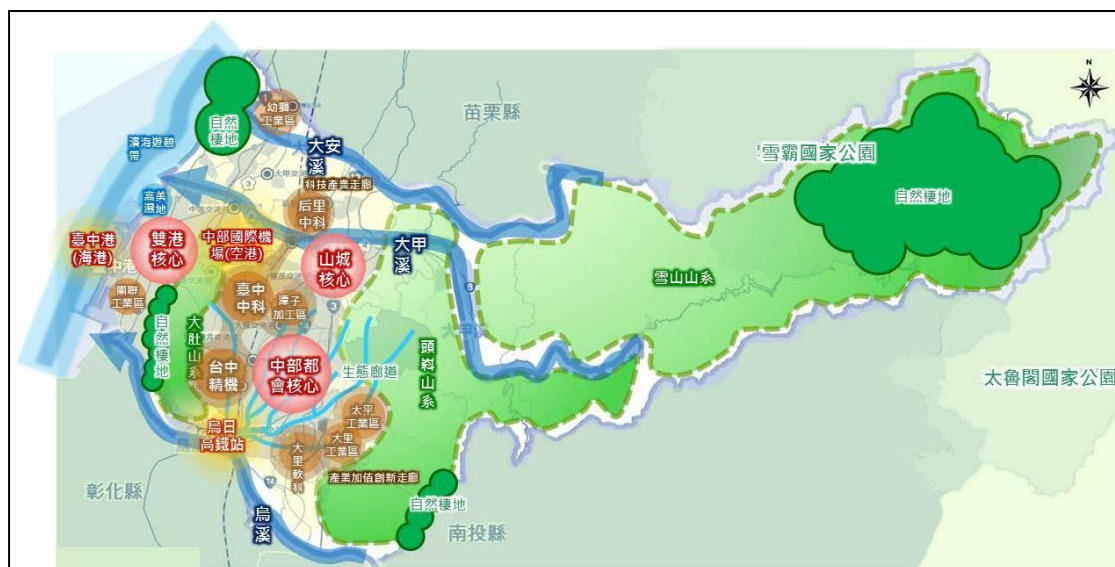 N
苗栗縣
幼獅
工業區
自然
棲地
濱海遊憩
帶
大安
溪
雪霸國家公園
自然棲地
科技產業走廊
高美
濕地
后里
中科
臺中港
(海港)
雙港
核心
中部國際機
場(空港)
山城
核心
大甲
溪
雪山山系
關聯
工業區
臺中
中科
潭子
加工區
3
自然棲地
大肚山系
台中
精機
中部都
會核心
生態廊道
頭嵙山系
太魯閣國家公園
烏日
高鐵站
太平
工業區
大里
工業區
大里軟科
產業加值創新走廊
74
彰化縣
烏溪
自然棲地
南投縣